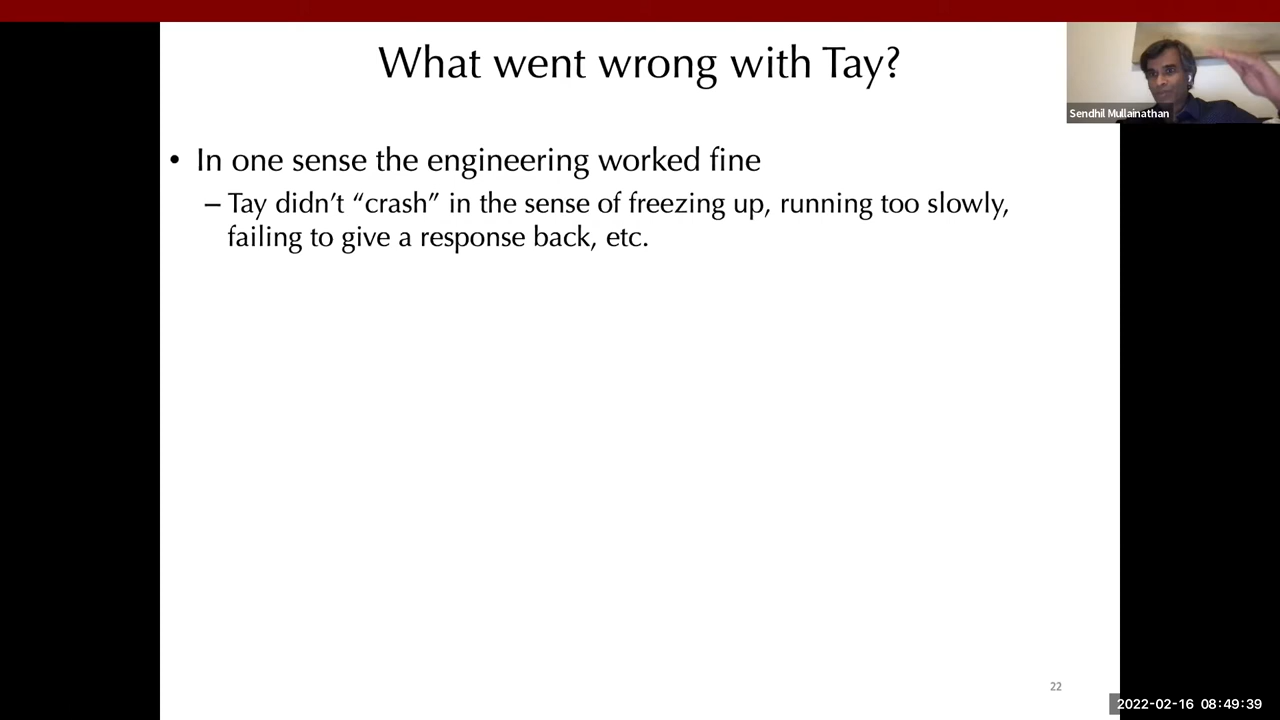 What went wrong with Tay?
Sendhil Mullainathan
• In one sense the engineering worked fine
– Tay didn’t “crash” in the sense of freezing up, running too slowly,
failing to give a response back, etc.
22
2022-02-16 08:49:39